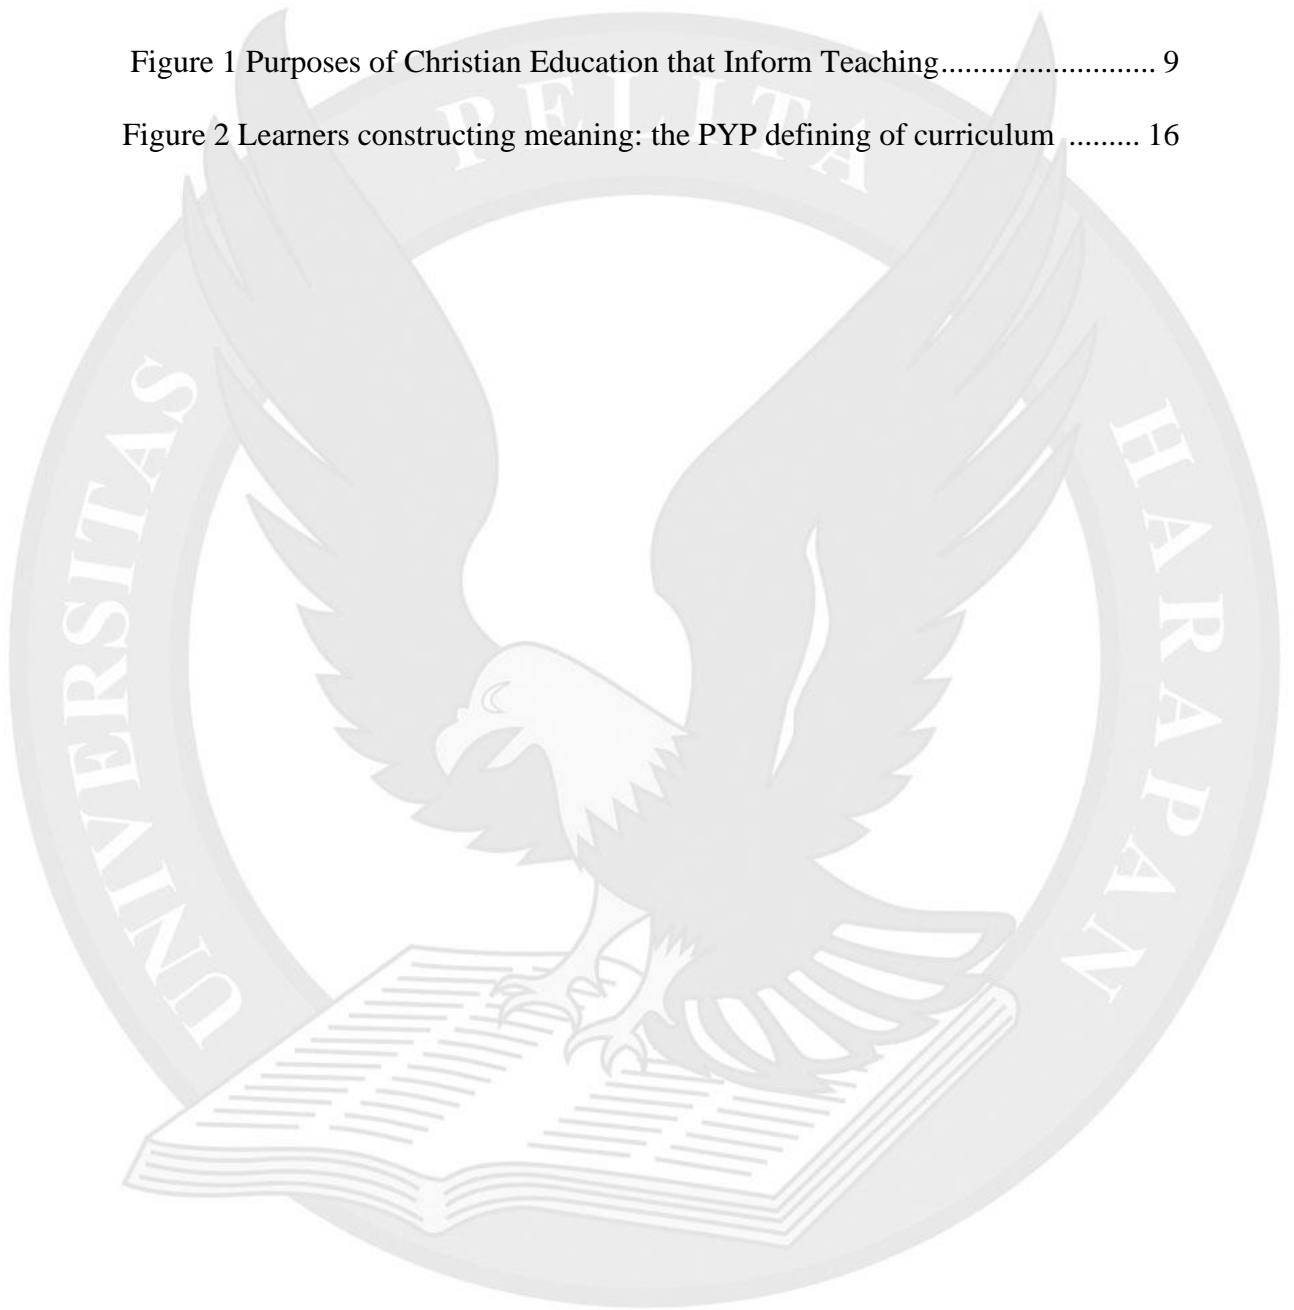 Figure 1 Purposes of Christian Education that Inform Teaching........................... 9
Figure 2 Learners constructing meaning: the PYP defining of curriculum ......... 16
UNIVERSITAS PELITA HARAPAN